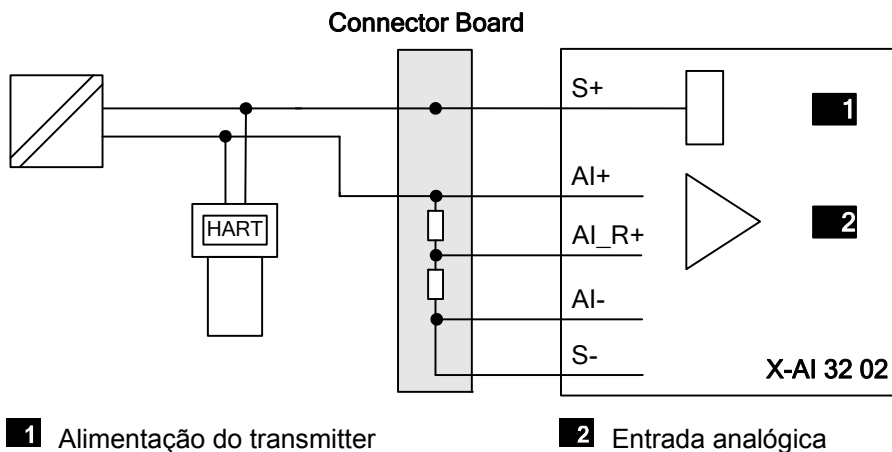 Connector Board
S+
1
AI+
HART
AI_R+
2
AI-
S-
X-AI 32 02
1 Alimentação do transmitter
2 Entrada analógica